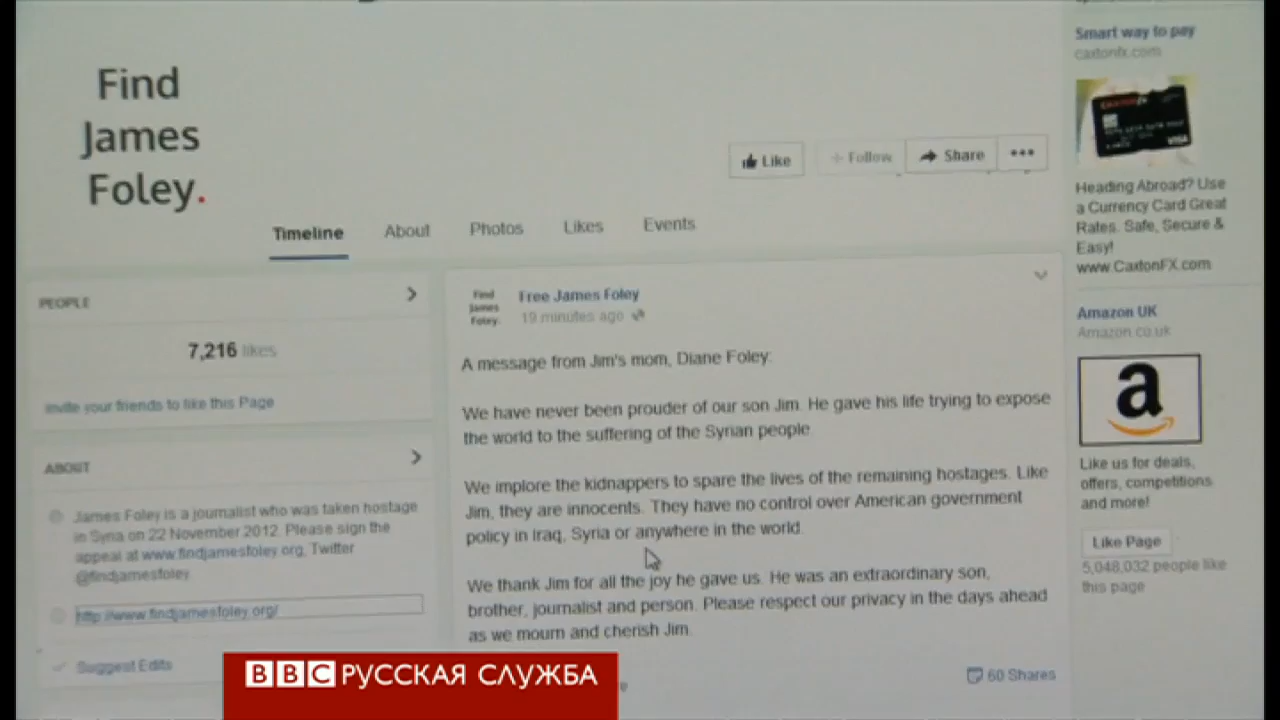 Find
James
Foley.
Like
Follow
Share
Timeline
About
Photos
Likes
Events
PEOPLE
7,216 likes
Invite your friends to like this Page
ABOUT
James Foley is a journalist who was taken hostage
in Syria on 22 November 2012. Please sign the
appeal at www.findjamesfoley.org, Twitter
@findjamesfoley
http://www.findjamesfoley.org/
Suggest Edits
Find
James
Foley.
Free James Foley
19 minutes ago
A message from Jim's mom, Diane Foley:
We have never been prouder of our son Jim. He gave his life trying to expose
the world to the suffering of the Syrian people.
We implore the kidnappers to spare the lives of the remaining hostages. Like
Jim, they are innocents. They have no control over American government
policy in Iraq, Syria or anywhere in the world.
We thank Jim for all the joy he gave us. He was an extraordinary son,
brother, journalist and person. Please respect our privacy in the days ahead
as we mourn and cherish Jim.
60 Shares
Smart way to pay
caxtonfx.com
VISA
Heading Abroad? Use
a Currency Card Great
Rates. Safe, Secure &
Easy!
www.CaxtonFX.com
Amazon UK
Amazon.co.uk
a
Like us for deals,
offers, competitions
and more!
Like Page
5,048,032 people like
this page
BBC РУССКАЯ СЛУЖБА